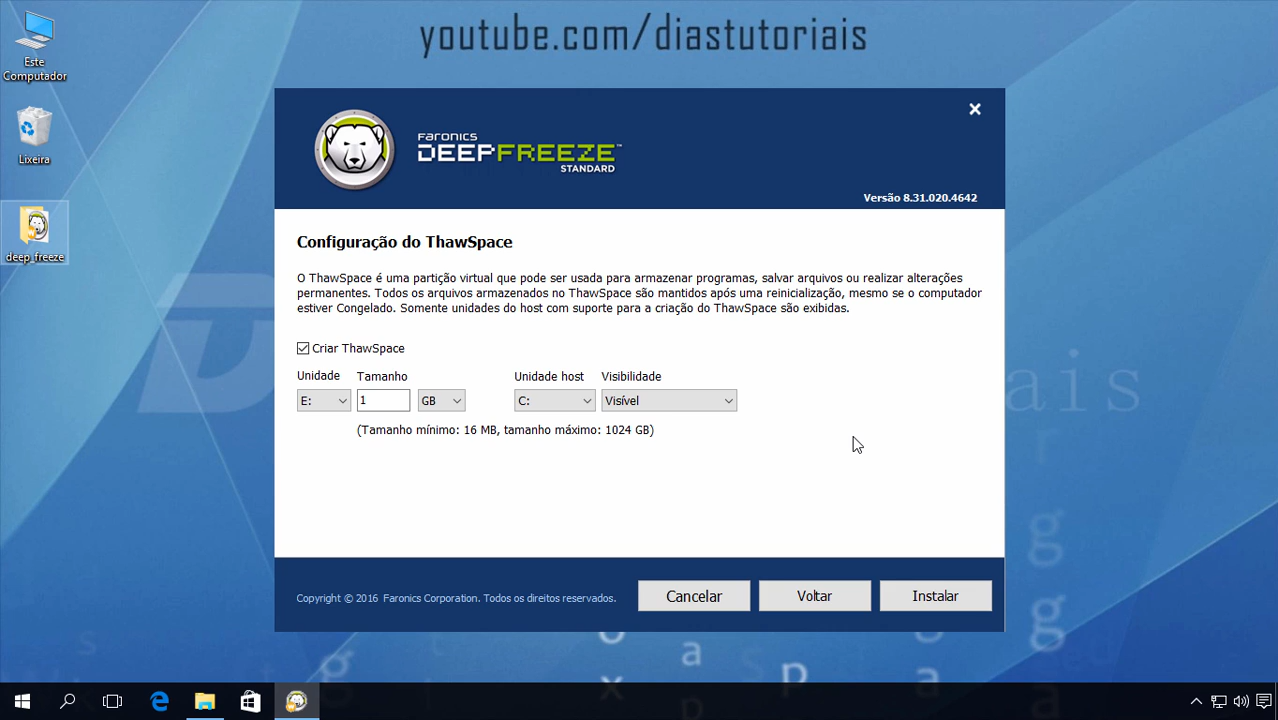 youtube.com/diastutoriais
Este
Computador
Lixeira
deep_freeze
Faronics
DEEPFREEZE™
STANDARD
Versão 8.31.020.4642
Configuração do ThawSpace
O ThawSpace é uma partição virtual que pode ser usada para armazenar programas, salvar arquivos ou realizar alterações
permanentes. Todos os arquivos armazenados no ThawSpace são mantidos após uma reinicialização, mesmo se o computador
estiver Congelado. Somente unidades do host com suporte para a criação do ThawSpace são exibidas.
Criar ThawSpace
Unidade Tamanho Unidade host Visibilidade
E: 1 GB C: Visível
(Tamanho mínimo: 16 MB, tamanho máximo: 1024 GB)
Copyright © 2016 Faronics Corporation. Todos os direitos reservados.
Cancelar Voltar Instalar